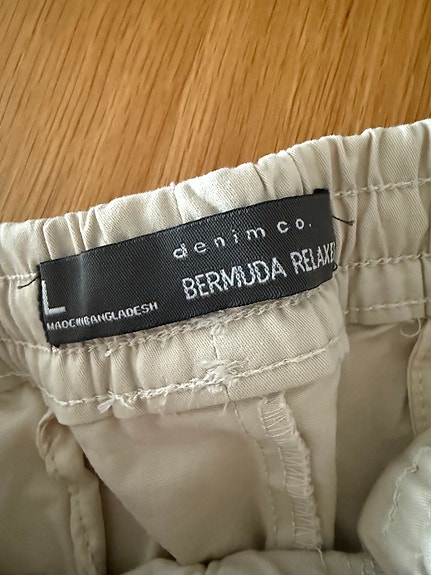 denim co.
L BERMUDA RELAXE
MADE IN BANGLADESH